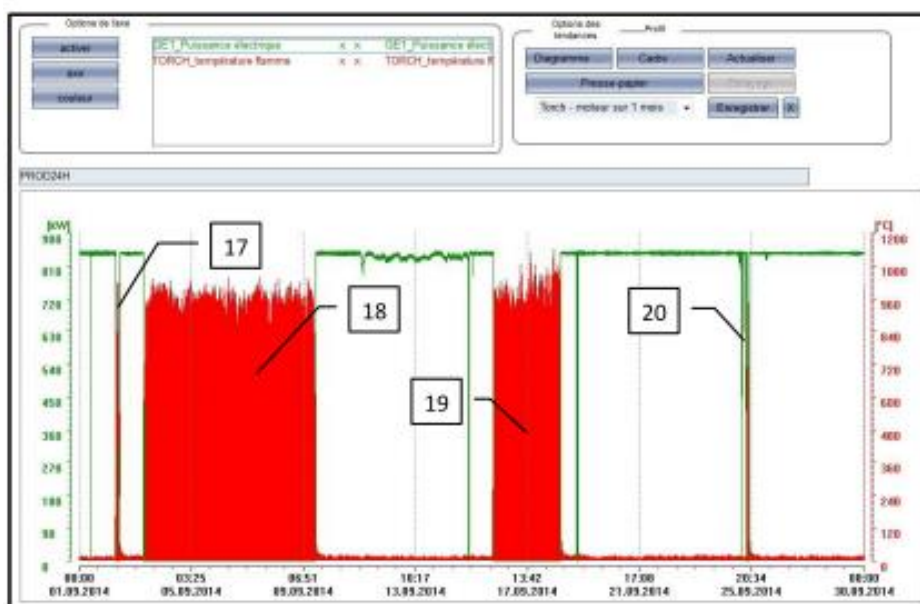 Options de
tendances
Profil
activer
axe
couleur
GE1_Puissance électrique x x GE1_Puissance élect
TORCH_température flamme x x TORCH_température fl
Diagramme Cadre Actualiser
Presse-papier
Torch - moteur sur 1 mois Enregistrer X
PROD24H
[kW] [°C]
900 1200
810 1080
720 960
630 840
540 720
450 600
360 480
270 360
180 240
90 120
0 0
17
18
19
20
00:00 03:25 06:51 10:17 13:42 17:08 20:34 00:00
01.09.2014 05.09.2014 09.09.2014 13.09.2014 17.09.2014 21.09.2014 25.09.2014 30.09.2014